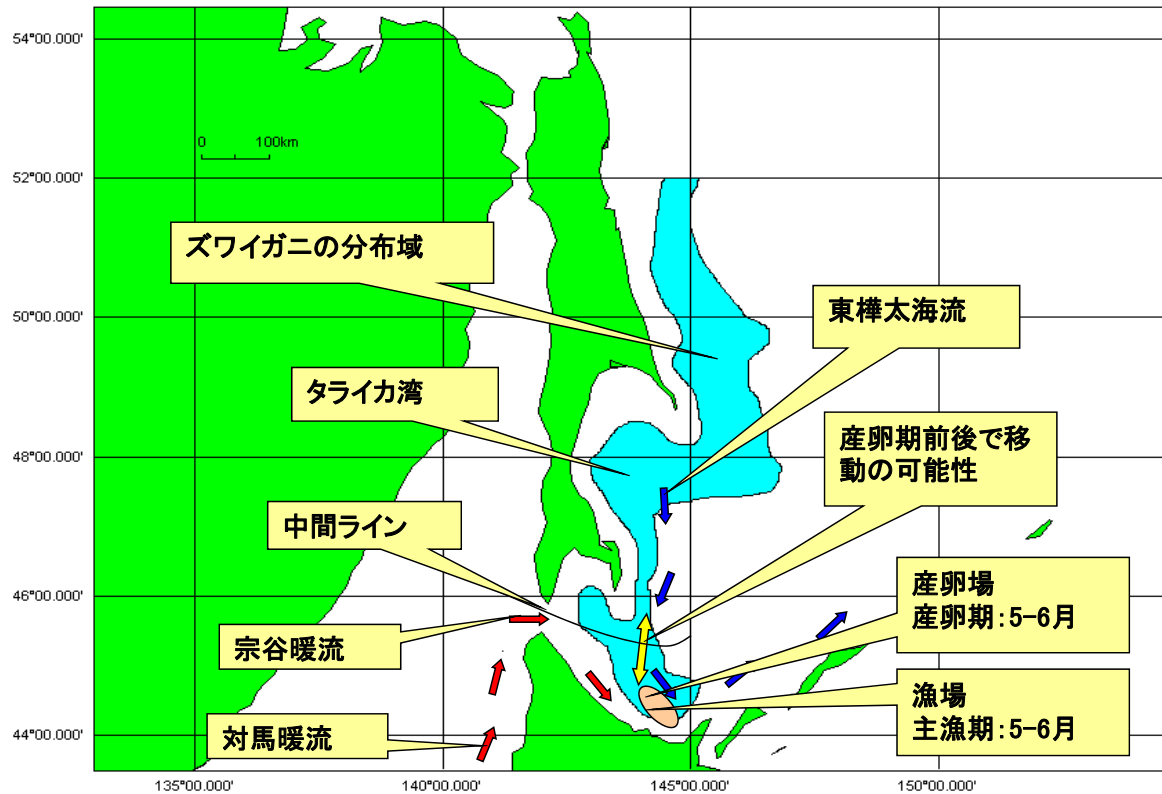 54°00.000'
0 100km
52°00.000'
ズワイガニの分布域
東樺太海流
50°00.000'
タライカ湾
産卵期前後で移
動の可能性
48°00.000'
中間ライン
46°00.000'
産卵場
産卵期:5-6月
宗谷暖流
漁場
主漁期:5-6月
対馬暖流
44°00.000'
135°00.000'
140°00.000'
145°00.000'
150°00.000'